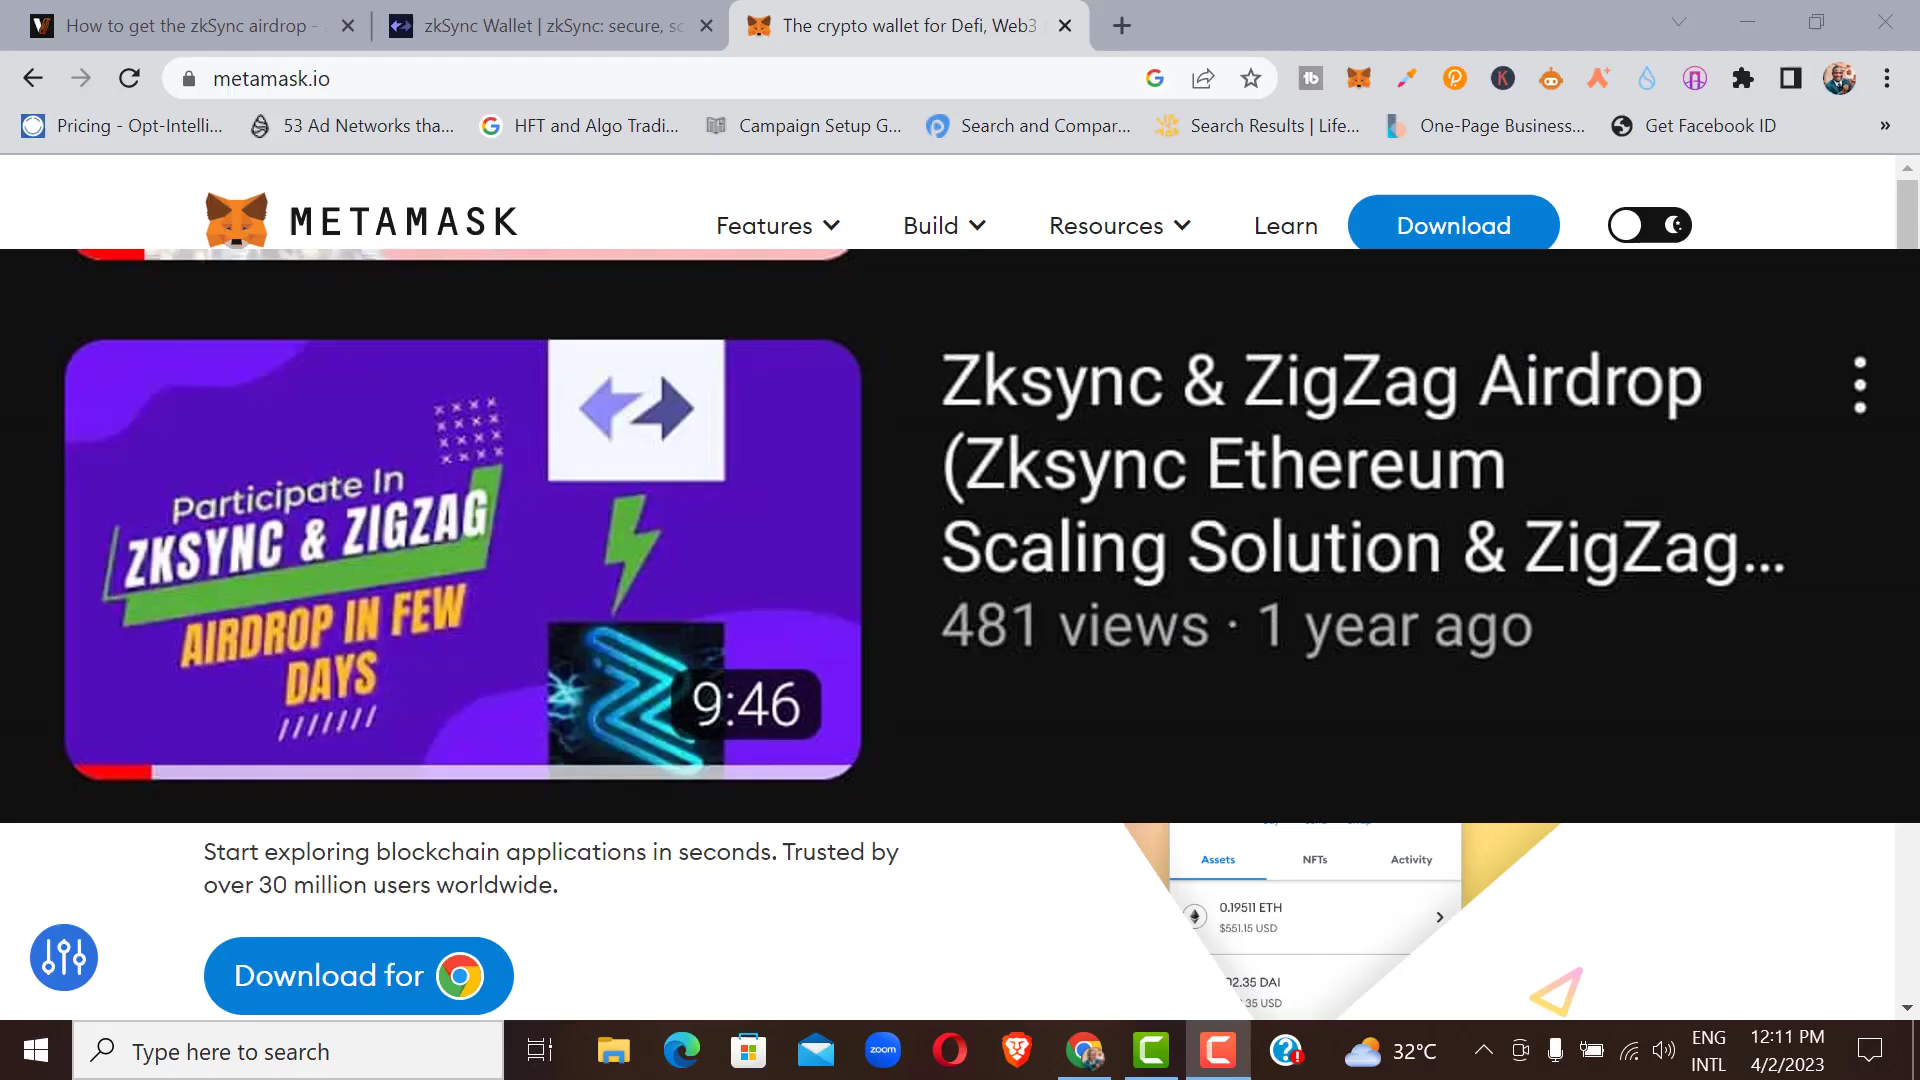 How to get the zkSync airdrop -
zkSync Wallet | zkSync: secure, sc
The crypto wallet for Defi, Web3
metamask.io
Pricing - Opt-Intelli...
53 Ad Networks tha...
HFT and Algo Tradi...
Campaign Setup G...
Search and Compar...
Search Results | Life...
One-Page Business...
Get Facebook ID
»
METAMASK
Features
Build
Resources
Learn
Download
Participate In
ZKSYNC & ZIGZAG
AIRDROP IN FEW
DAYS
9:46
Zksync & ZigZag Airdrop
(Zksync Ethereum
Scaling Solution & ZigZag...
481 views · 1 year ago
Start exploring blockchain applications in seconds. Trusted by
over 30 million users worldwide.
Download for
Assets
NFTs
Activity
0.19511 ETH
$551.15 USD
02.35 DAI
35 USD
Type here to search
zoom
32°C
ENG
INTL
12:11 PM
4/2/2023